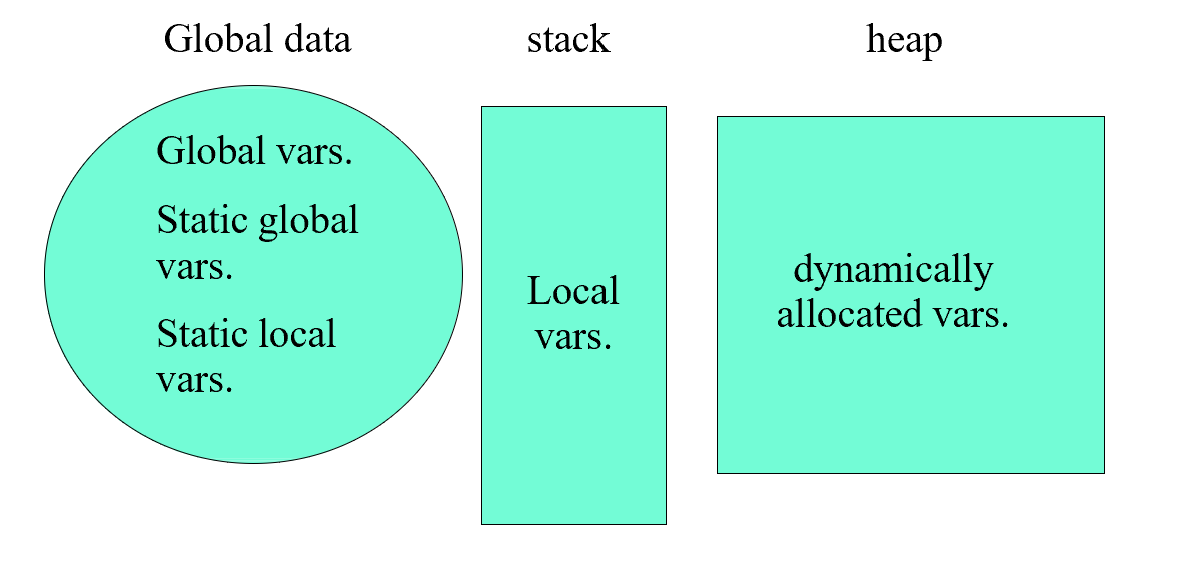 Global data
stack
heap
Global vars.
Static global
vars.
Static local
vars.
Local
vars.
dynamically
allocated vars.